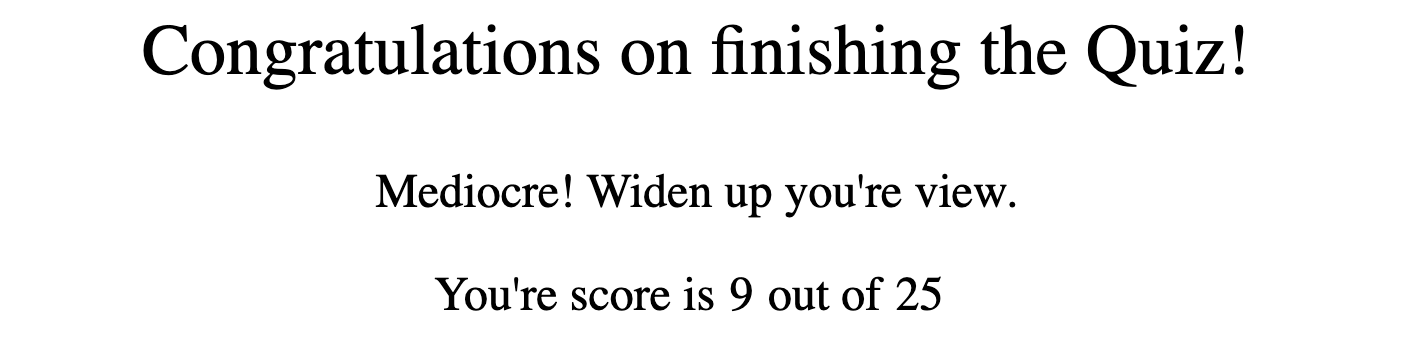 Congratulations on finishing the Quiz!
Mediocre! Widen up you're view.
You're score is 9 out of 25